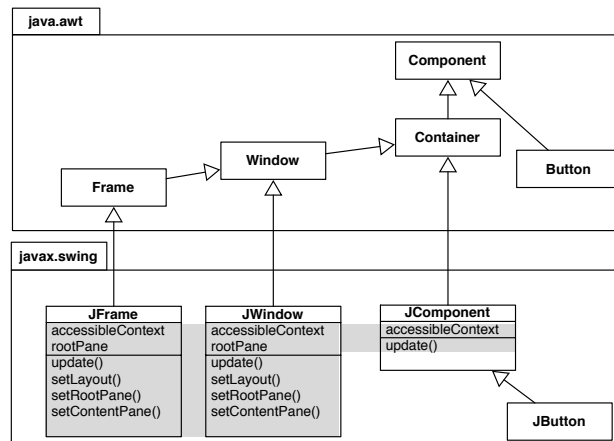 java.awt
Component
Container
Window
Button
Frame
javax.swing
JFrame
accessibleContext
rootPane
update()
setLayout()
setRootPane()
setContentPane()
JWindow
accessibleContext
rootPane
update()
setLayout()
setRootPane()
setContentPane()
JComponent
accessibleContext
update()
JButton